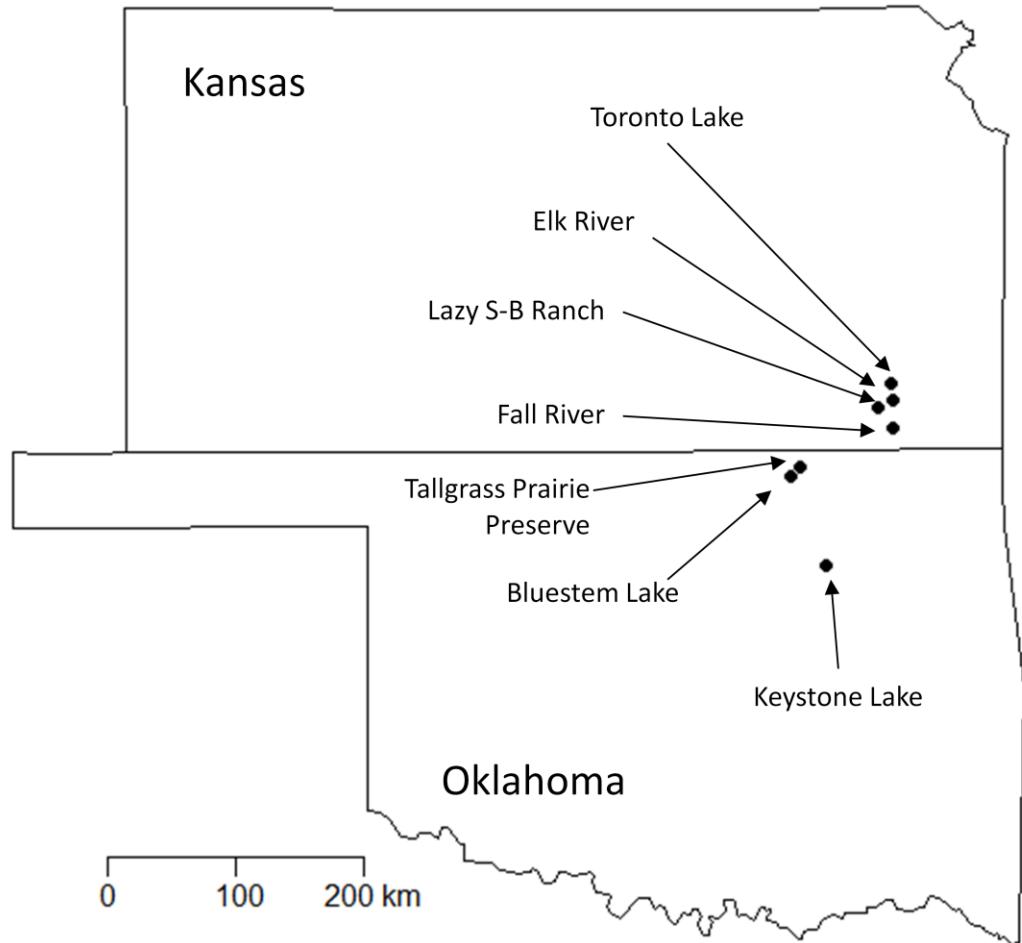 Kansas
Toronto Lake
Elk River
Lazy S-B Ranch
Fall River
Tallgrass Prairie
Preserve
Bluestem Lake
Keystone Lake
Oklahoma
0 100 200 km